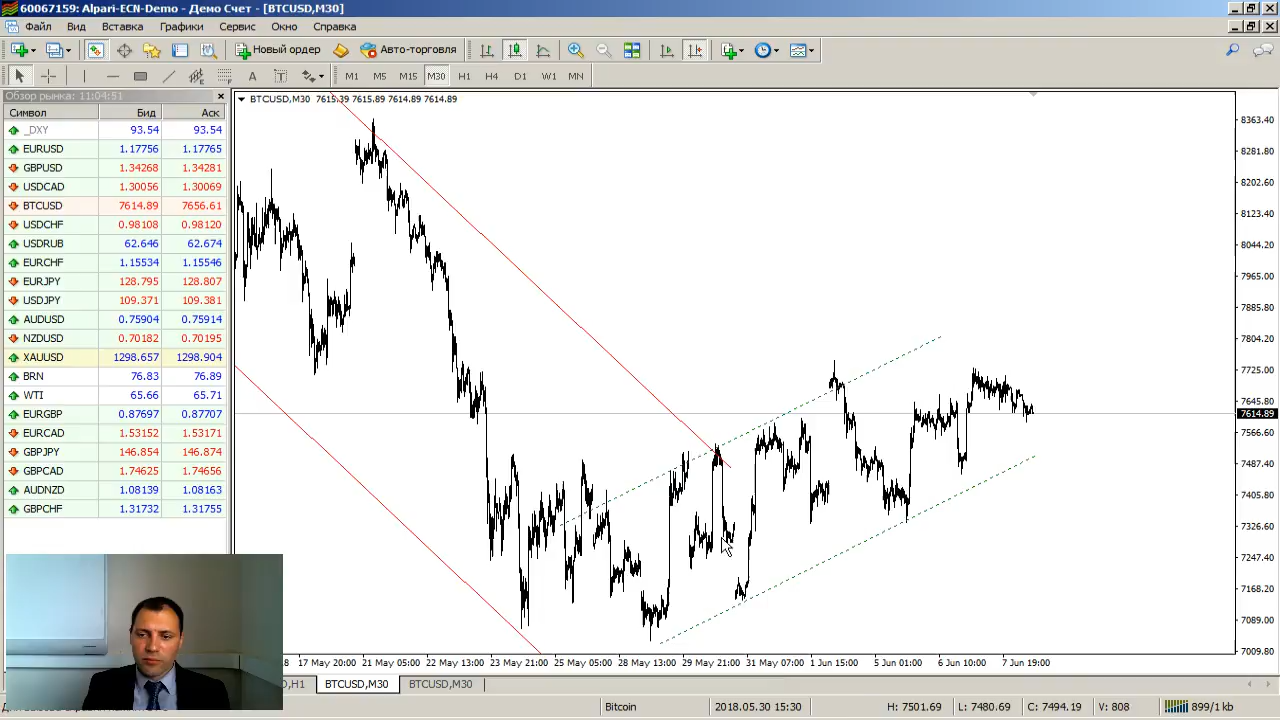 60067159: Alpari-ECN-Demo - Демо Счет - [BTCUSD,M30]
Файл Вид Вставка Графики Сервис Окно Справка
Новый ордер Авто-торговля
A T M1 M5 M15 M30 H1 H4 D1 W1 MN
Обзор рынка: 11:04:51
Символ Бид Аск
_DXY 93.54 93.54
EURUSD 1.17756 1.17765
GBPUSD 1.34268 1.34281
USDCAD 1.30056 1.30069
BTCUSD 7614.89 7656.61
USDCHF 0.98108 0.98120
USDRUB 62.646 62.674
EURCHF 1.15534 1.15546
EURJPY 128.795 128.807
USDJPY 109.371 109.381
AUDUSD 0.75904 0.75914
NZDUSD 0.70182 0.70195
XAUUSD 1298.657 1298.904
BRN 76.83 76.89
WTI 65.66 65.71
EURGBP 0.87697 0.87707
EURCAD 1.53152 1.53171
GBPJPY 146.854 146.874
GBPCAD 1.74625 1.74656
AUDNZD 1.08139 1.08163
GBPCHF 1.31732 1.31755
BTCUSD,M30 7615.39 7615.89 7614.89 7614.89
8363.40
8281.80
8202.60
8123.40
8044.20
7965.00
7885.80
7804.20
7725.00
7645.80
7614.89
7566.60
7487.40
7405.80
7326.60
7247.40
7168.20
7089.00
7009.80
17 May 20:00 21 May 05:00 22 May 13:00 23 May 21:00 25 May 05:00 28 May 13:00 29 May 21:00 31 May 07:00 1 Jun 15:00 5 Jun 01:00 6 Jun 10:00 7 Jun 19:00
D,H1 BTCUSD,M30 BTCUSD,M30
Bitcoin 2018.05.30 15:30 H: 7501.69 L: 7480.69 C: 7494.19 V: 808 899/1 kb